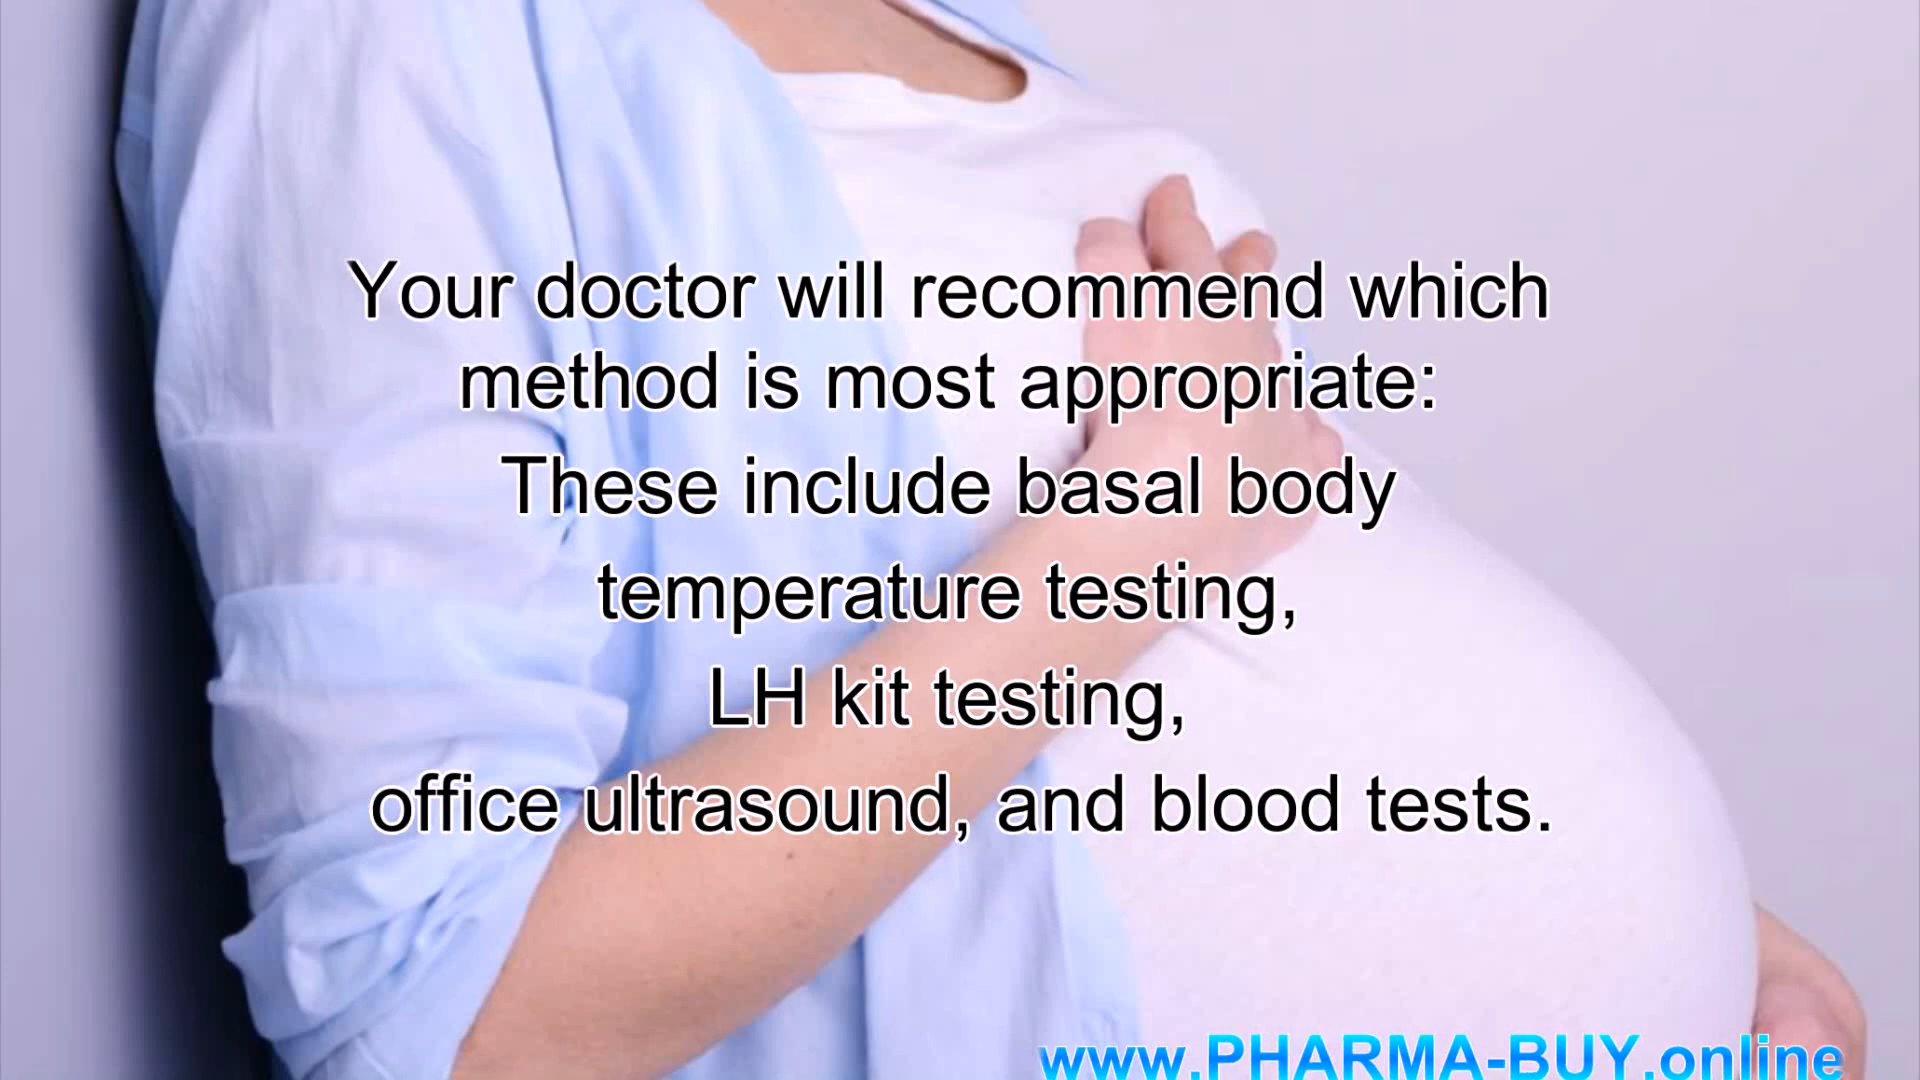 Your doctor will recommend which
method is most appropriate:
These include basal body
temperature testing,
LH kit testing,
office ultrasound, and blood tests.
www.PHARMA-BUY.online